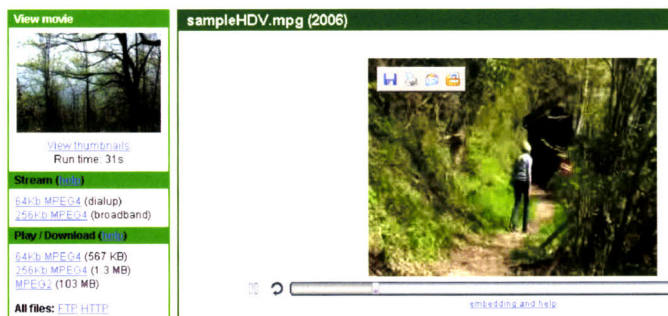 View movie
View thumbnails
Run time: 31s
Stream (help)
64Kb MPEG4 (dialup)
256Kb MPEG4 (broadband)
Play / Download (help)
64Kb MPEG4 (567 KB)
256Kb MPEG4 (1.3 MB)
MPEG2 (103 MB)
All files: FTP HTTP
sampleHDV.mpg (2006)
embedding and help